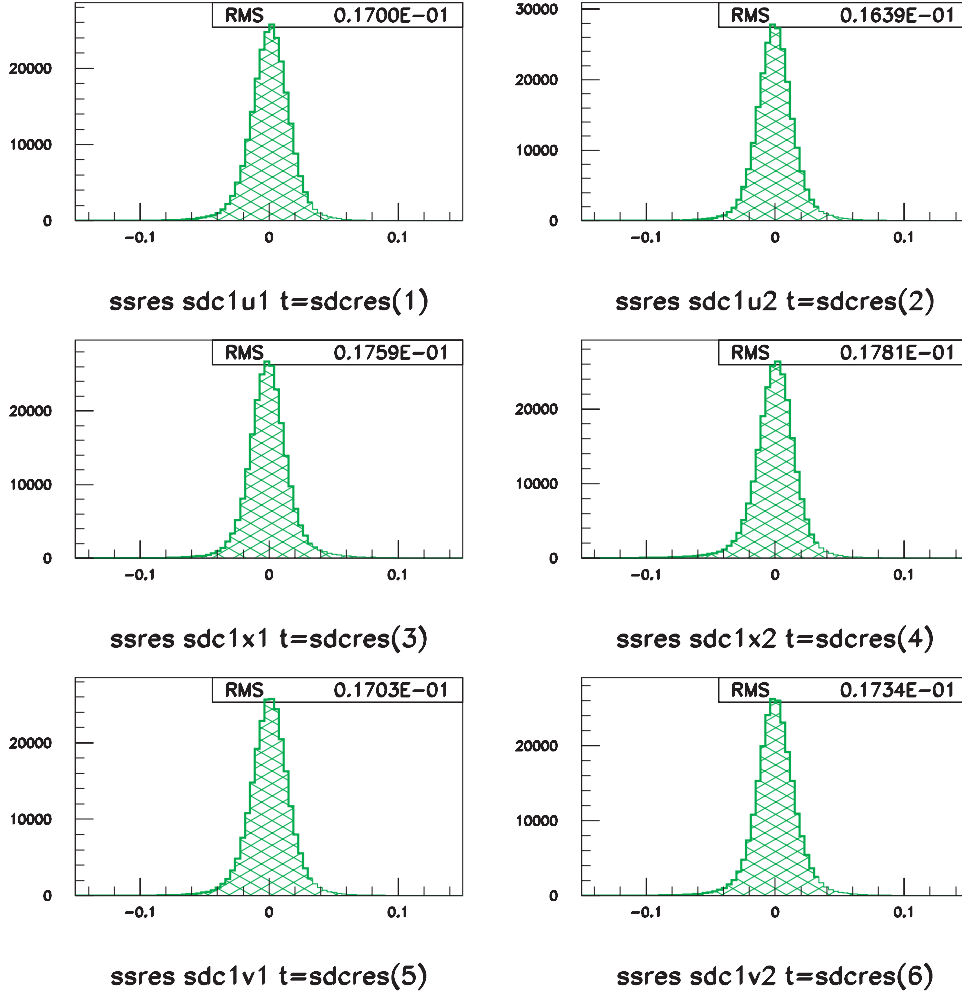 RMS 0.1700E-01
20000
10000
0
-0.1 0 0.1
ssres sdc1u1 t=sdcres(1)
RMS 0.1639E-01
30000
20000
10000
0
-0.1 0 0.1
ssres sdc1u2 t=sdcres(2)
RMS 0.1759E-01
20000
10000
0
-0.1 0 0.1
ssres sdc1x1 t=sdcres(3)
RMS 0.1781E-01
20000
10000
0
-0.1 0 0.1
ssres sdc1x2 t=sdcres(4)
RMS 0.1703E-01
20000
10000
0
-0.1 0 0.1
ssres sdc1v1 t=sdcres(5)
RMS 0.1734E-01
20000
10000
0
-0.1 0 0.1
ssres sdc1v2 t=sdcres(6)